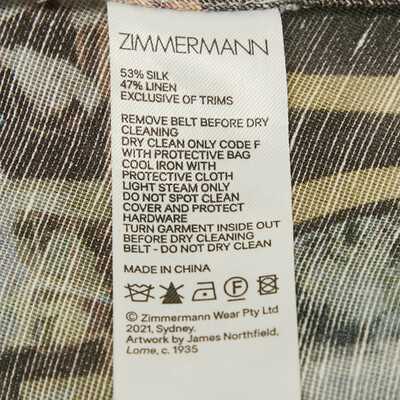 ZIMMERMANN
53% SILK
47% LINEN
EXCLUSIVE OF TRIMS
REMOVE BELT BEFORE DRY
CLEANING
DRY CLEAN ONLY CODE F
WITH PROTECTIVE BAG
COOL IRON WITH
PROTECTIVE CLOTH
LIGHT STEAM ONLY
DO NOT SPOT CLEAN
COVER AND PROTECT
HARDWARE
TURN GARMENT INSIDE OUT
BEFORE DRY CLEANING
BELT - DO NOT DRY CLEAN
MADE IN CHINA
F
© Zimmermann Wear Pty Ltd
2021, Sydney.
Artwork by James Northfield,
Lorne, c. 1935